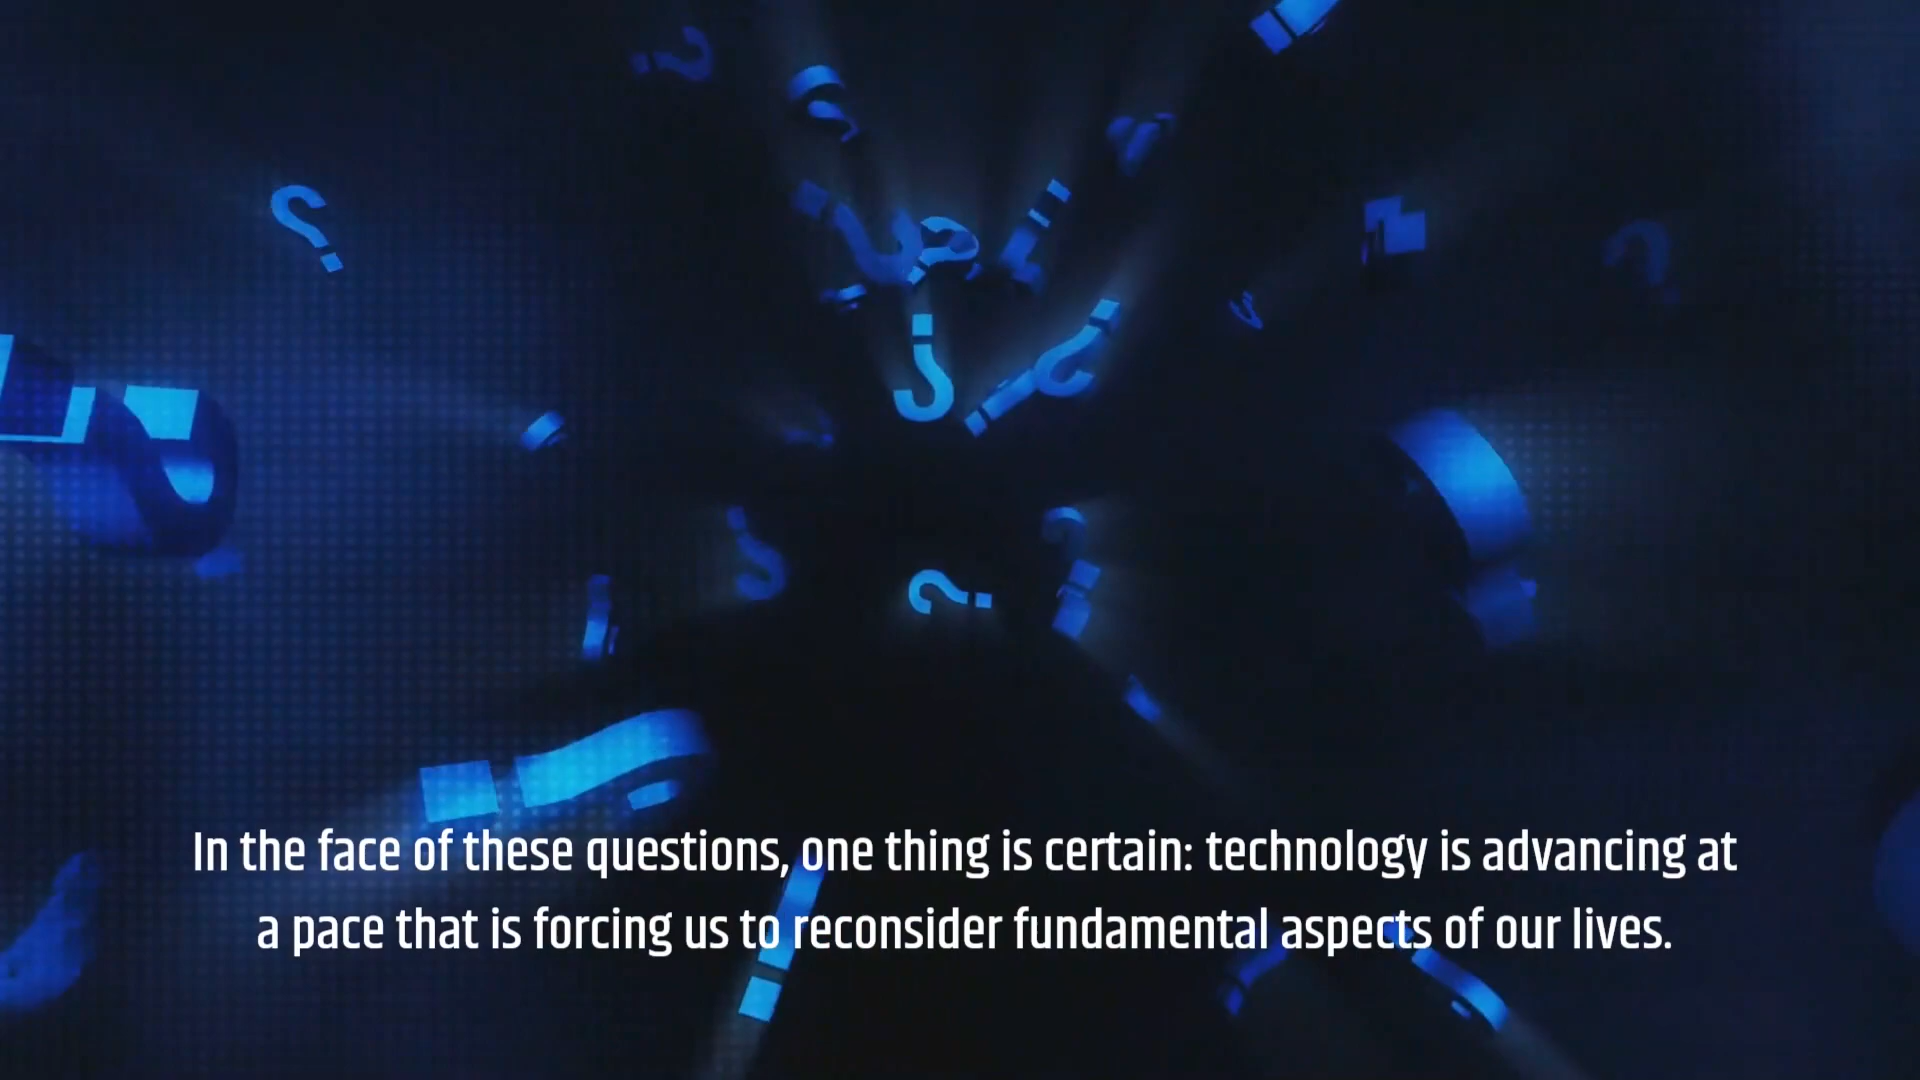 In the face of these questions, one thing is certain: technology is advancing at
a pace that is forcing us to reconsider fundamental aspects of our lives.